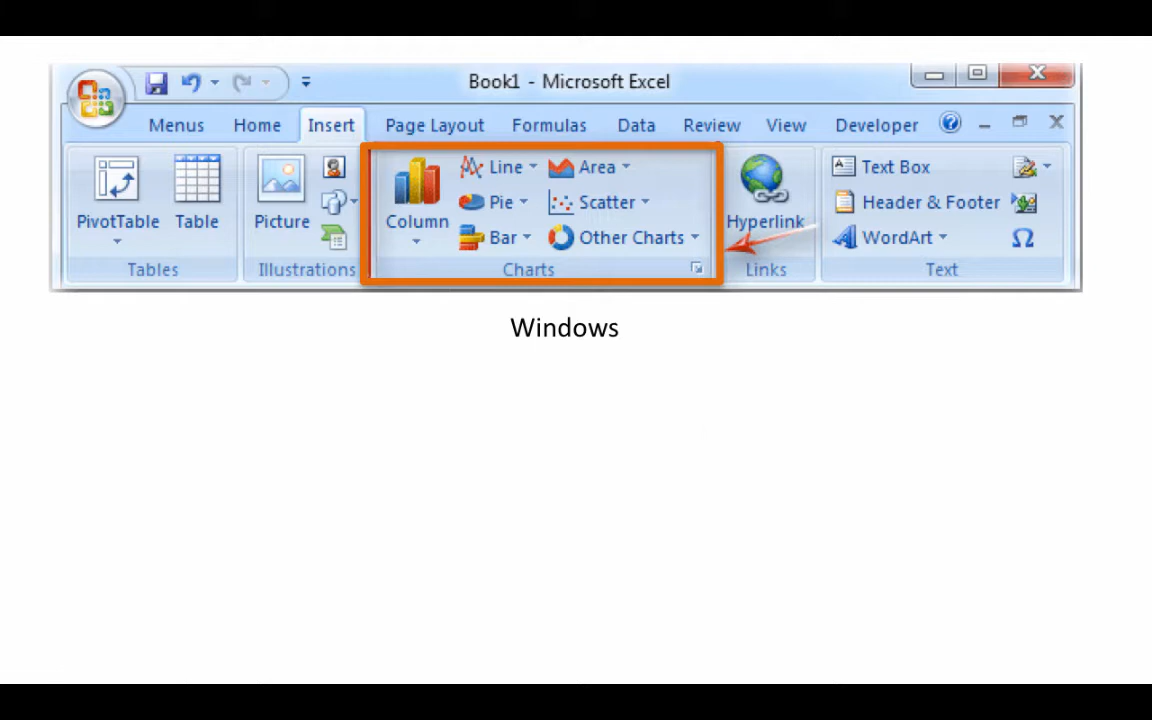 Book1 - Microsoft Excel
Menus Home Insert Page Layout Formulas Data Review View Developer
PivotTable
Table
Tables
Picture
Illustrations
Column
Line
Area
Pie
Scatter
Bar
Other Charts
Charts
Hyperlink
Links
Text Box
Header & Footer
WordArt
Ω
Text
Windows